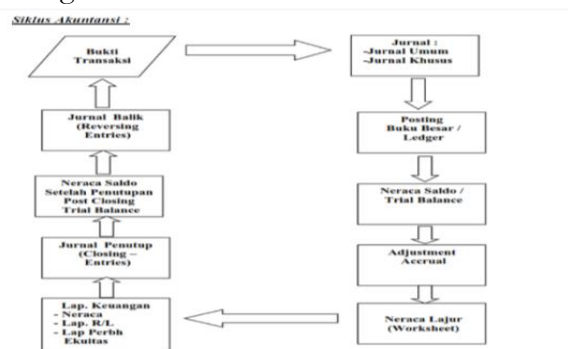 Siklus Akuntansi :
Bukti
Transaksi
Jurnal :
-Jurnal Umum
-Jurnal Khusus
Posting
Buku Besar /
Ledger
Neraca Saldo /
Trial Balance
Adjustment
Accrual
Neraca Lajur
(Worksheet)
Lap. Keuangan
- Neraca
- Lap. R/L
- Lap Perbh
Ekuitas
Jurnal Penutup
(Closing –
Entries)
Neraca Saldo
Setelah Penutupan
Post Closing
Trial Balance
Jurnal Balik
(Reversing
Entries)